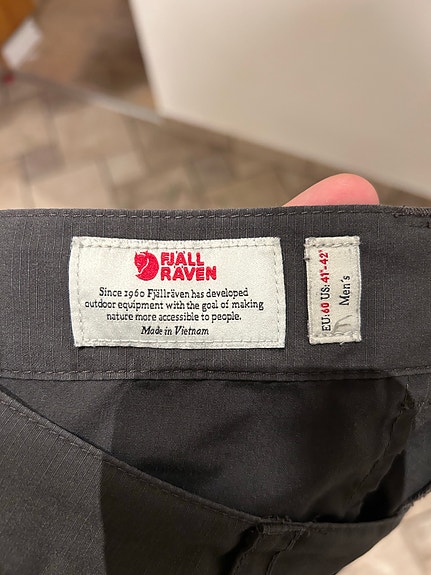 FJÄLL
RÄVEN
Since 1960 Fjällräven has developed
outdoor equipment with the goal of making
nature more accessible to people.
Made in Vietnam
EU:60 US:41"-42"
Men's